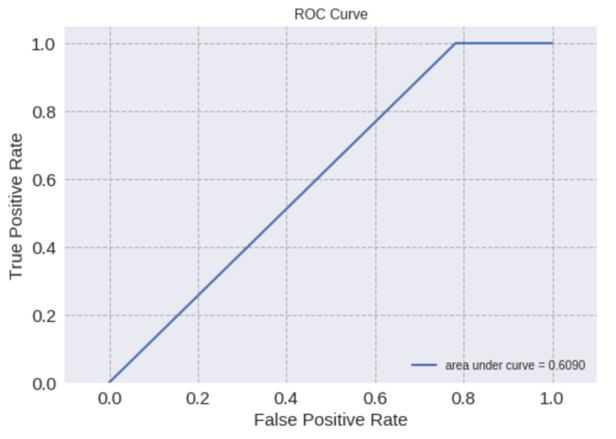 ROC Curve
1.0
0.8
0.6
0.4
0.2
0.0
True Positive Rate
area under curve = 0.6090
0.0 0.2 0.4 0.6 0.8 1.0
False Positive Rate